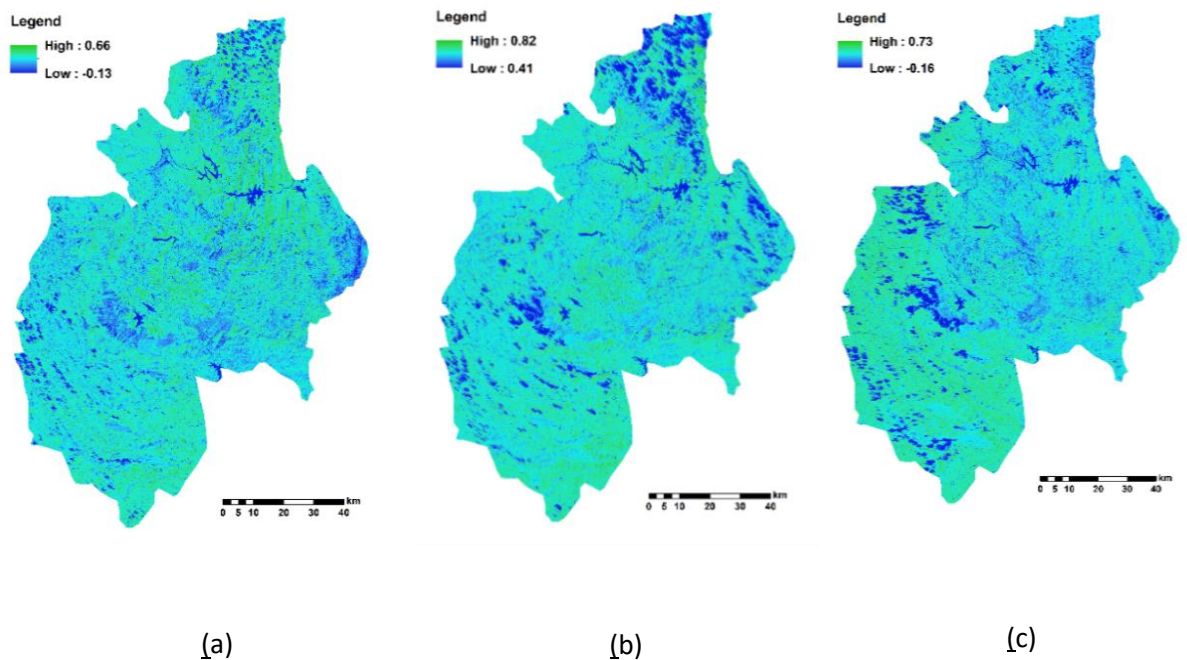 Legend
High : 0.66
Low : -0.13
km
0 5 10 20 30 40
(a)
Legend
High : 0.82
Low : 0.41
km
0 5 10 20 30 40
(b)
Legend
High : 0.73
Low : -0.16
km
0 5 10 20 30 40
(c)